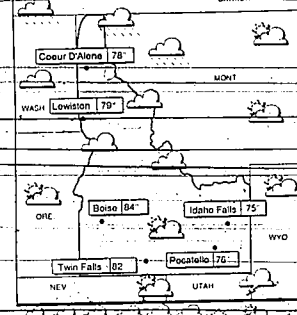 Coeur D'Alene 78°
MONT
WASH
Lewiston 79°
ORE.
Boise 84°
Idaho Falls 75°
WYO
Twin Falls 82
Pocatello 76°
NEV
UTAH